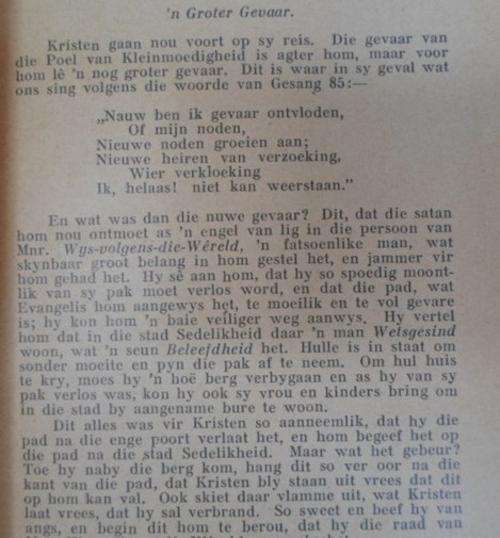 'n Groter Gevaar.
Kristen gaan nou voort op sy reis. Die gevaar van
die Poel van Kleinmoedigheid is agter hom, maar voor
hom lê 'n nog groter gevaar. Dit is waar in sy geval wat
ons sing volgens die woorde van Gesang 85:—
„Nauw ben ik gevaar ontvloden,
Of mijn noden,
Nieuwe noden groeien aan;
Nieuwe heiren van verzoeking,
Wier verkloeking
Ik, helaas! niet kan weerstaan."
En wat was dan die nuwe gevaar? Dit, dat die satan
hom nou ontmoet as 'n engel van lig in die persoon van
Mnr. Wys-volgens-die-Wêreld, 'n fatsoenlike man, wat
skynbaar groot belang in hom gestel het, en jammer vir
hom gehad het. Hy sê aan hom, dat hy so spoedig moont-
lik van sy pak moet verlos word, en dat die pad, wat
Evangelis hom aangewys het, te moeilik en te vol gevare
is; hy kon hom 'n baie veiliger weg aanwys. Hy vertel
hom dat in die stad Sedelikheid daar 'n man Wetsgesind
woon, wat 'n seun Beleefdheid het. Hulle is in staat om
sonder moeite en pyn die pak af te neem. Om hul huis
te kry, moes hy 'n hoë berg verbygaan en as hy van sy
pak verlos was, kon hy ook sy vrou en kinders bring om
in die stad by aangename bure te woon.
Dit alles was vir Kristen so aanneemlik, dat hy die
pad na die enge poort verlaat het, en hom begeef het op
die pad na die stad Sedelikheid. Maar wat het gebeur?
Toe hy naby die berg kom, hang dit so ver oor na die
kant van die pad, dat Kristen bly staan uit vrees dat dit
op hom kan val. Ook skiet daar vlamme uit, wat Kristen
laat vrees, dat hy sal verbrand. So sweet en beef hy van
angs, en begin dit hom te berou, dat hy die raad van